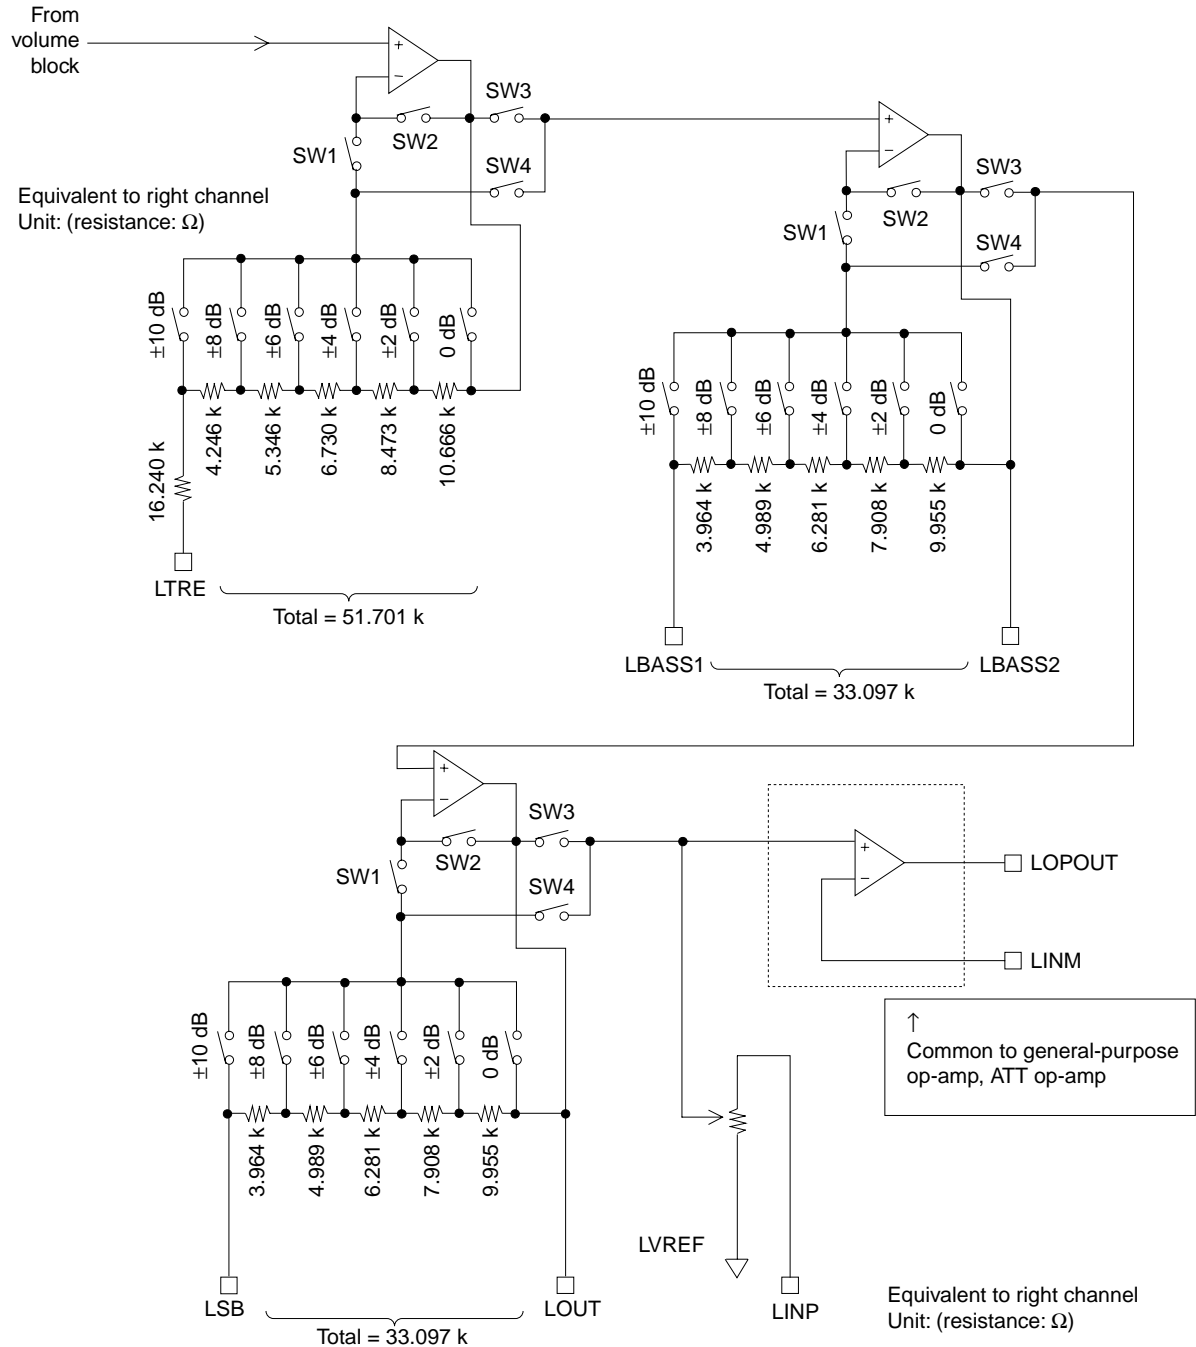 From
volume
block
+
−
SW3
SW2
SW1
SW4
Equivalent to right channel
Unit: (resistance: Ω)
±10 dB
±8 dB
±6 dB
±4 dB
±2 dB
0 dB
4.246 k
5.346 k
6.730 k
8.473 k
10.666 k
16.240 k
LTRE
Total = 51.701 k
+
−
SW3
SW2
SW1
SW4
±10 dB
±8 dB
±6 dB
±4 dB
±2 dB
0 dB
3.964 k
4.989 k
6.281 k
7.908 k
9.955 k
LBASS1
LBASS2
Total = 33.097 k
+
−
SW3
SW2
SW1
SW4
±10 dB
±8 dB
±6 dB
±4 dB
±2 dB
0 dB
3.964 k
4.989 k
6.281 k
7.908 k
9.955 k
LSB
LOUT
Total = 33.097 k
+
−
LOPOUT
LINM
↑
Common to general-purpose
op-amp, ATT op-amp
LVREF
LINP
Equivalent to right channel
Unit: (resistance: Ω)